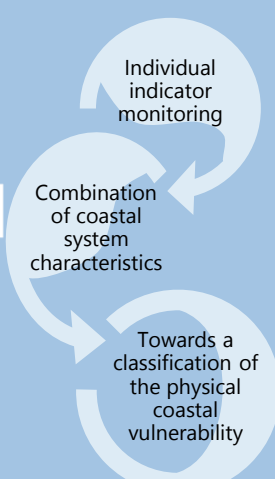 Individual
indicator
monitoring
Combination
of coastal
system
characteristics
Towards a
classification of
the physical
coastal
vulnerability